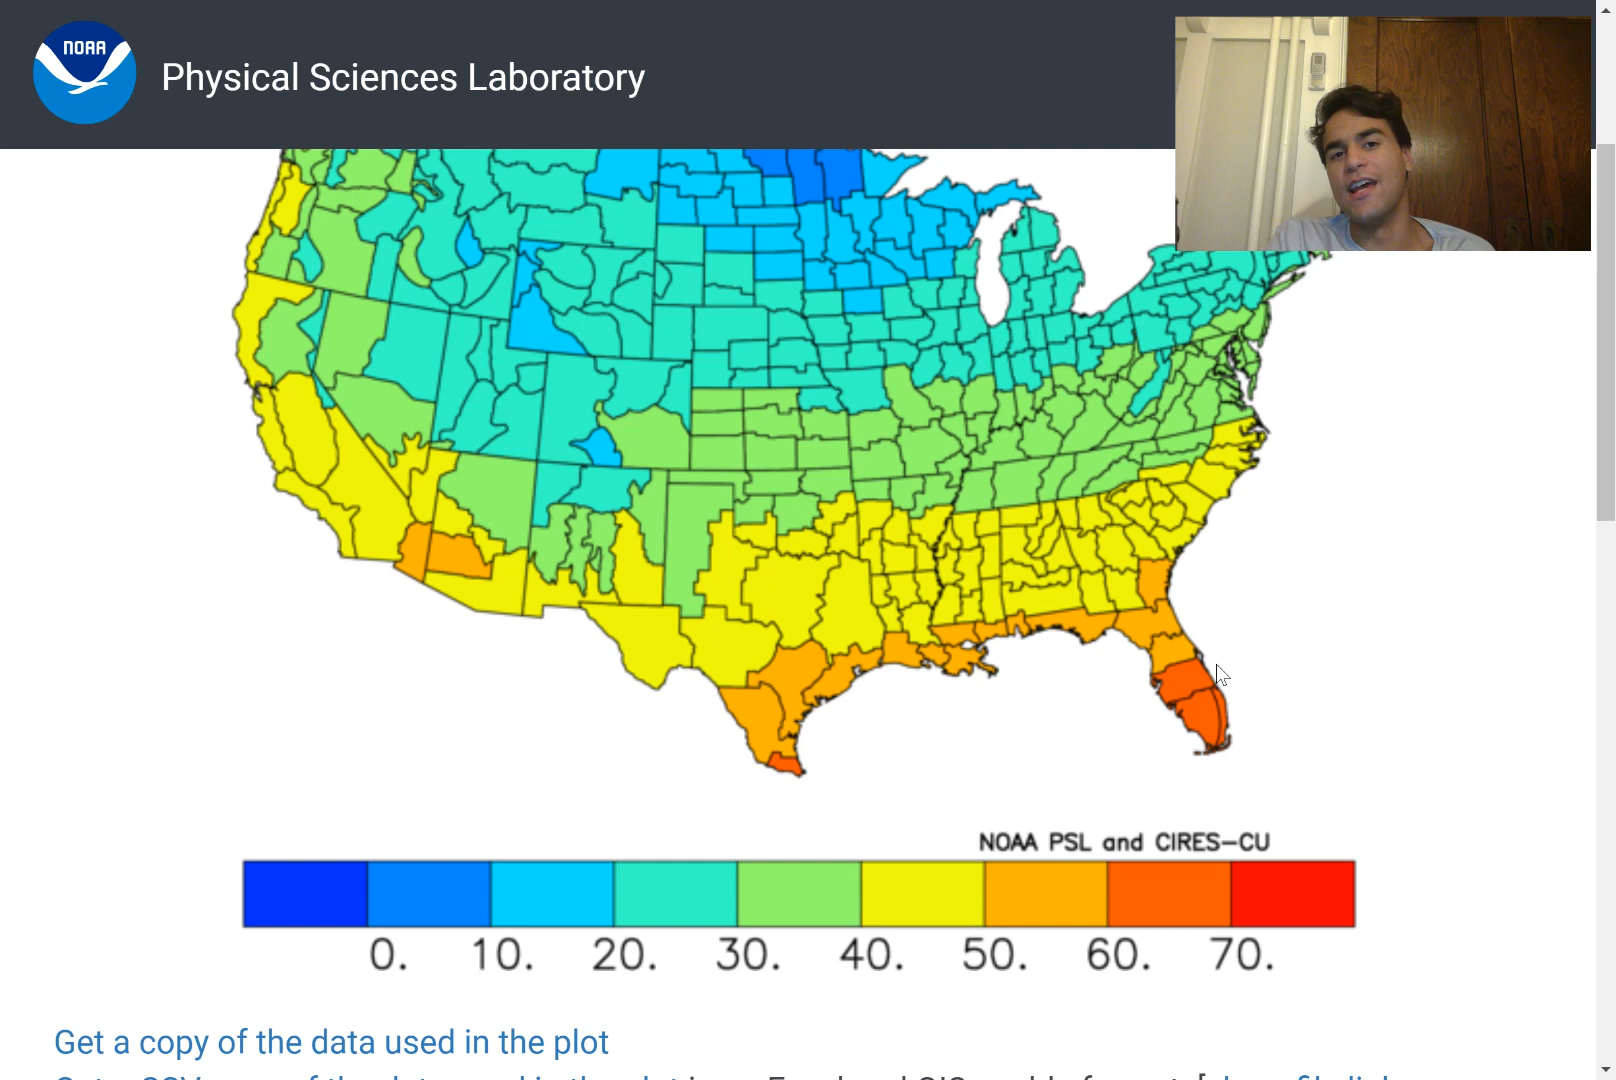 NOAA
Physical Sciences Laboratory
NOAA PSL and CIRES-CU
0. 10. 20. 30. 40. 50. 60. 70.
Get a copy of the data used in the plot